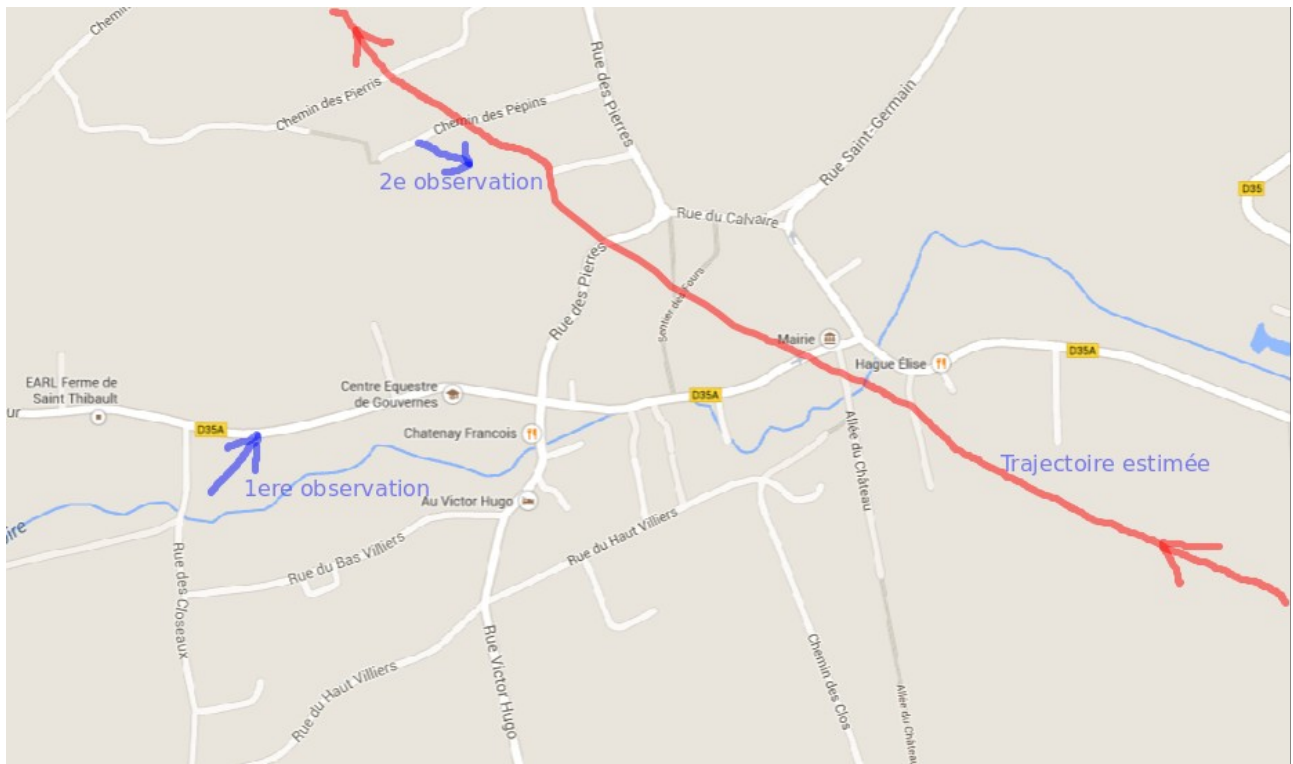 Chemin
Chemin des Pierris
Chemin des Pépins
Rue des Pierres
Rue Saint-Germain
2e observation
D35
Rue du Calvaire
Rue des Pierres
Sentier des Fours
Mairie
Hague Élise
D35A
EARL Ferme de
Saint Thibault
Centre Equestre
de Gouvernes
D35A
ur
D35A
Chatenay Francois
Allée du Château
Trajectoire estimée
1ere observation
Au Victor Hugo
oire
Rue du Bas Villiers
Rue du Haut Villiers
Rue des Closeaux
Rue du Haut Villiers
Rue Victor Hugo
Chemin des Clos
Allée du Château